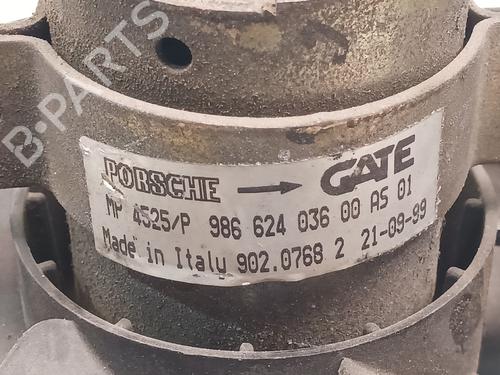 B-PARTS
PORSCHE → GATE
MP 4525/P 986 624 036 00 AS 01
Made in Italy 902.0768 2 21-09-99